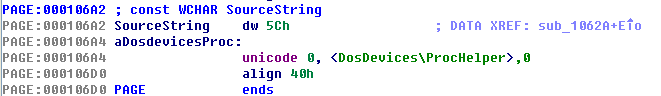 PAGE:000106A2 ; const WCHAR SourceString
PAGE:000106A2 SourceString dw 5Ch ; DATA XREF: sub_1062A+Eîo
PAGE:000106A4 aDosdevicesProc:
PAGE:000106A4 unicode 0, <DosDevices\ProcHelper>,0
PAGE:000106D0 align 40h
PAGE:000106D0 PAGE ends